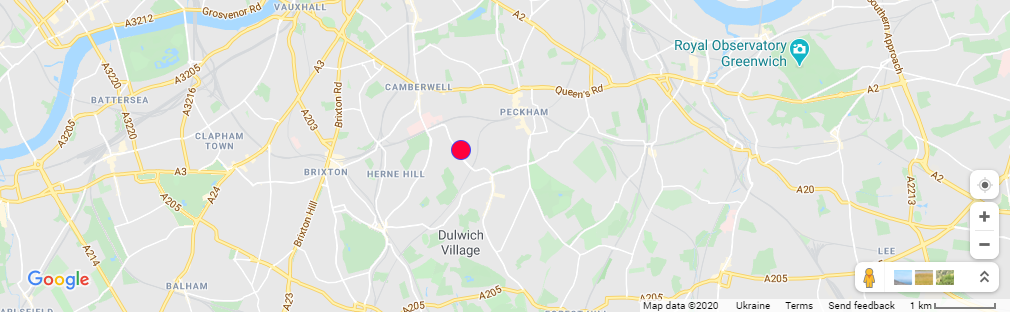 VAUXHALL
Grosvenor Rd
A3212
A2
A3220
A3
Royal Observatory
Greenwich
Southern Approach
A3205
A3220
A3216
Brixton Rd
CAMBERWELL
Queen's Rd
A2
BATTERSEA
A203
PECKHAM
A3205
CLAPHAM
TOWN
A3
BRIXTON
HERNE HILL
A2
A24
A205
A20
A2213
Brixton Hill
Dulwich
Village
A214
LEE
Google
BALHAM
A23
A205
A205
A205
Map data ©2020
Ukraine
Terms
Send feedback
1 km